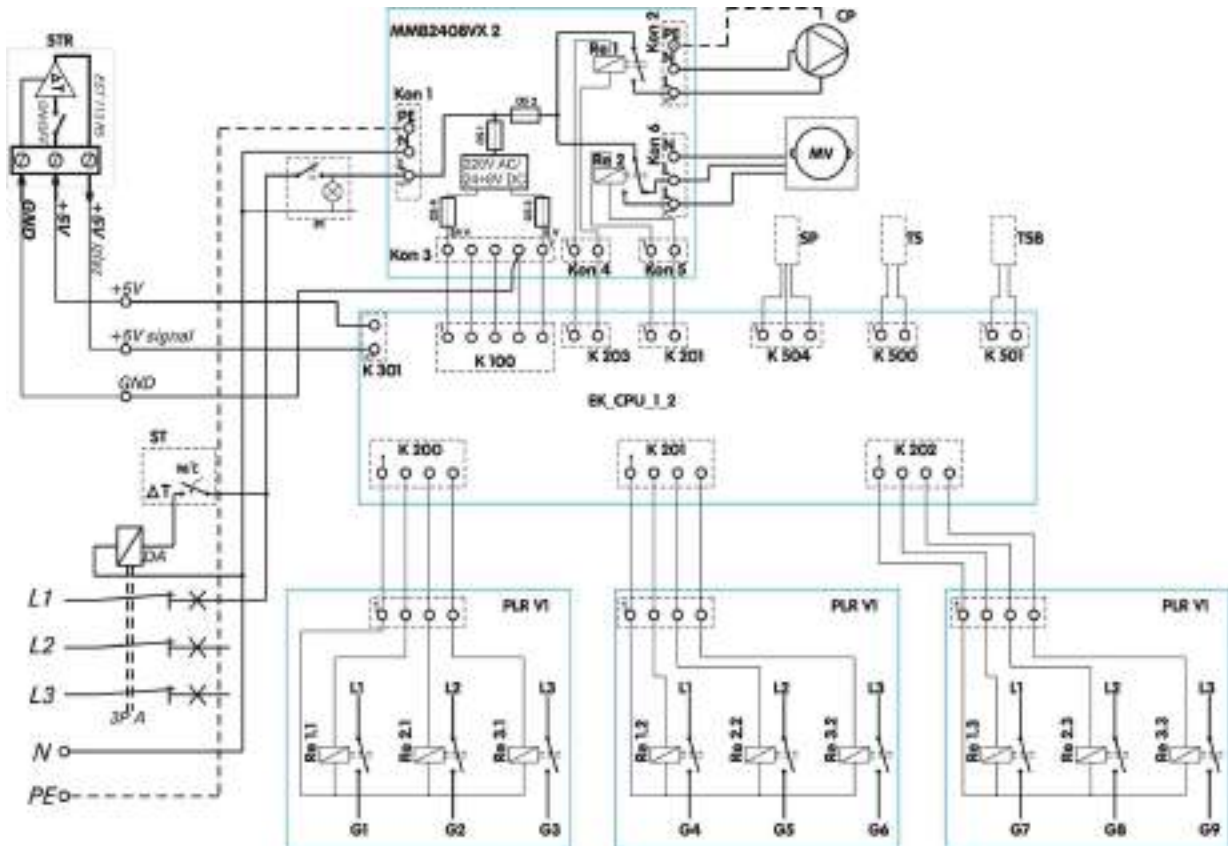 STR
ΔT
ON/OFF
GND
+5V
+5V
+5V
+5V signal
GND
MMB2408VX 2
Kon 1
PE
N
L
Kon 2
PE
N
L
CP
Re 1
Kon 6
N
Re 2
MV
220V AC/
24+8V DC
Kon 3
Kon 4
Kon 5
SP
TS
TSB
K 301
K 100
K 203
K 201
K 504
K 500
K 501
EK_CPU_1_2
K 200
K 201
K 202
ST
ΔT
DA
L1
L2
L3
3P A
N
PE
PLR V1
L1
L2
L3
Re 1.1
Re 2.1
Re 3.1
G1
G2
G3
PLR V1
L1
L2
L3
Re 1.2
Re 2.2
Re 3.2
G4
G5
G6
PLR V1
L1
L2
L3
Re 1.3
Re 2.3
Re 3.3
G7
G8
G9